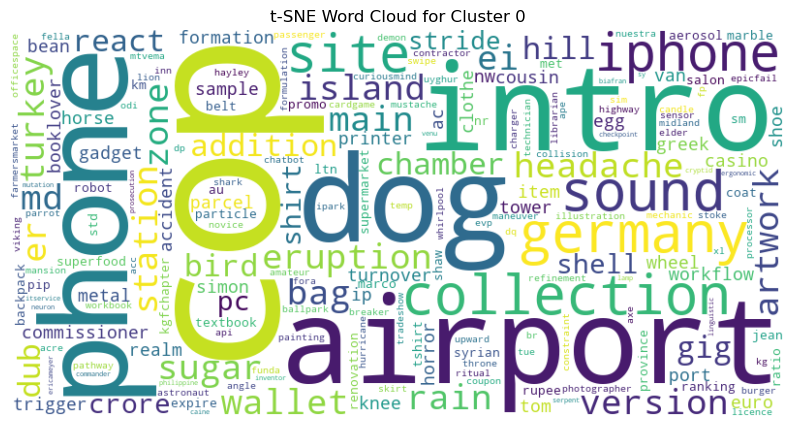 t-SNE Word Cloud for Cluster 0
fella
mtvema
bean
react
formation
passenger
demon
contractor
site
stride
ei
hill
iphone
nuestra
aerosol
marble
officespace
turkey
booklover
km
lion
inn
hayley
sample
belt
formulation
curiousmind
swipe
uyghur
island
nwcousin
met
van
salon
epicfail
biafran
farmersmarket
horse
odi
zone
promo
cardgame
mustache
main
venu
clothe
hr
ac
charger
technician
librarian
ape
egg
highway
sim
candle
fp
sensor
midland
elder
greek
sm
shoe
phone
cop
intro
gadget
dp
addition
chatbot
printer
chamber
headache
collision
checkpoint
casino
cryptid
ergonomic
md
mutation
robot
prosecution
accident
shark
au
parcel
particle
novice
shirt
ltn
ipark
supermarket
temp
dog
item
tower
sound
coat
artwork
parrot
std
er
station
evp
whirlpool
maneuver
illustration
mechanic
stoke
dq
germany
xl
processor
viking
superfood
acc
bird
eruption
shaw
shell
wheel
workflow
backpack
mansion
pip
metal
workbook
itservice
neuron
kgfchapter
simon
pc
textbook
api
amateur
fora
bag
turnover
marco
ip
ballpark
breaker
tradeshow
collection
refinement
lamp
linguistic
commissioner
acre
dub
ericameyer
pathway
commander
realm
sugar
painting
renovation
hurricane
tshirt
horror
airport
upward
syrian
throne
ritual
br
true
constraint
axe
province
gig
port
kg
jean
ratio
burger
trigger
crore
astronaut
expire
caine
philippine
angle
funda
inventor
wallet
skirt
knee
coupon
rain
tom
serpent
rupee
photographer
version
ranking
euro
licence